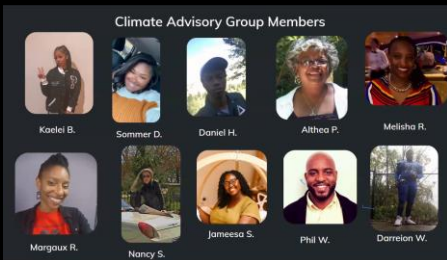 Climate Advisory Group Members
Kaelei B.
Sommer D.
Daniel H.
Althea P.
Melisha R.
Margaux R.
Nancy S.
Jameesa S.
Phil W.
Darreion W.